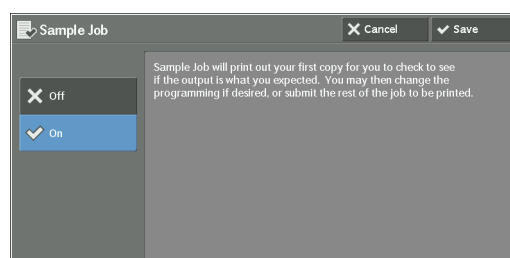 Sample Job
Cancel
Save
Off
On
Sample Job will print out your first copy for you to check to see
if the output is what you expected. You may then change the
programming if desired, or submit the rest of the job to be printed.